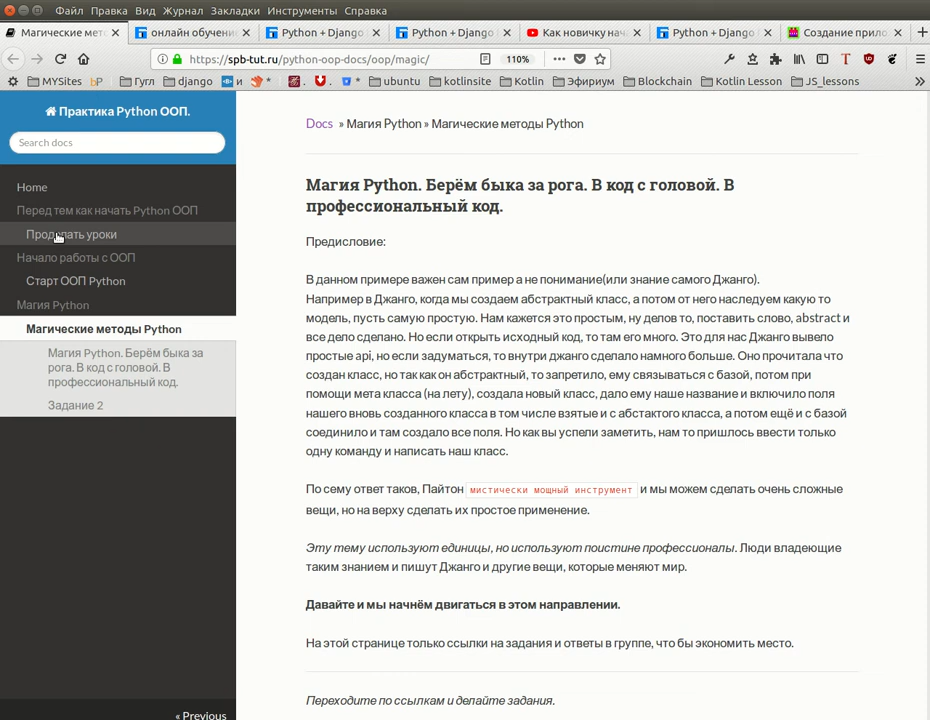 Файл Правка Вид Журнал Закладки Инструменты Справка
Магические мето онлайн обучени Python + Django Python + Django Как новичку нач Python + Django Создание прило
https://spb-tut.ru/python-oop-docs/oop/magic/ 110%
MYSites bP Гугл django и ubuntu kotlinsite Kotlin Эфириум Blockchain Kotlin Lesson JS_lessons
Практика Python ООП.
Search docs
Home
Перед тем как начать Python ООП
Проделать уроки
Начало работы с ООП
Старт ООП Python
Магия Python
Магические методы Python
Магия Python. Берём быка за
рога. В код с головой. В
профессиональный код.
Задание 2
« Previous
Docs » Магия Python » Магические методы Python
Магия Python. Берём быка за рога. В код с головой. В
профессиональный код.
Предисловие:
В данном примере важен сам пример а не понимание(или знание самого Джанго).
Например в Джанго, когда мы создаем абстрактный класс, а потом от него наследуем какую то
модель, пусть самую простую. Нам кажется это простым, ну делов то, поставить слово, abstract и
все дело сделано. Но если открыть исходный код, то там его много. Это для нас Джанго вывело
простые api, но если задуматься, то внутри джанго сделало намного больше. Оно прочитала что
создан класс, но так как он абстрактный, то запретило, ему связываться с базой, потом при
помощи мета класса (на лету), создала новый класс, дало ему наше название и включило поля
нашего вновь созданного класса в том числе взятые и с абстактого класса, а потом ещё и с базой
соединило и там создало все поля. Но как вы успели заметить, нам то пришлось ввести только
одну команду и написать наш класс.
По сему ответ таков, Пайтон мистически мощный инструмент и мы можем сделать очень сложные
вещи, но на верху сделать их простое применение.
Эту тему используют единицы, но используют поистине профессионалы. Люди владеющие
таким знанием и пишут Джанго и другие вещи, которые меняют мир.
Давайте и мы начнём двигаться в этом направлении.
На этой странице только ссылки на задания и ответы в группе, что бы экономить место.
Переходите по ссылкам и делайте задания.